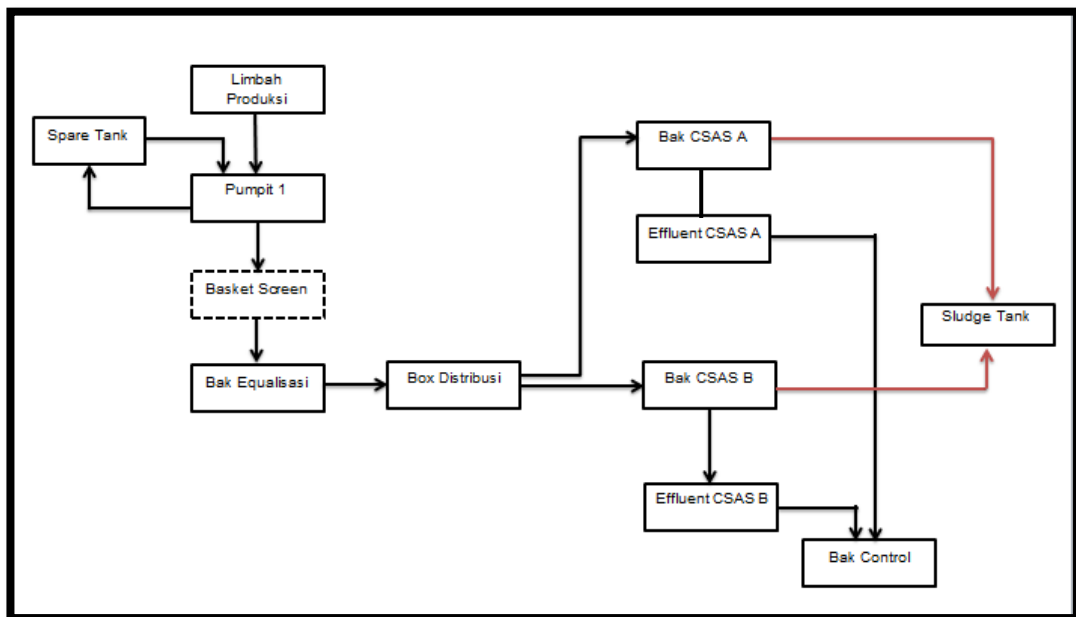 Limbah
Produksi
Spare Tank
Pumpit 1
Basket Screen
Bak Equalisasi
Box Distribusi
Bak CSAS A
Effluent CSAS A
Sludge Tank
Bak CSAS B
Effluent CSAS B
Bak Control